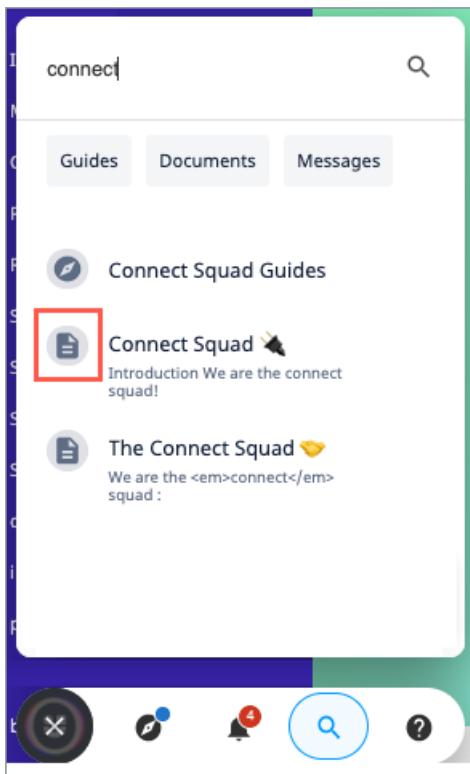 connect
Guides Documents Messages
Connect Squad Guides
Connect Squad 🔌
Introduction We are the connect
squad!
The Connect Squad 🤝
We are the <em>connect</em>
squad :
4